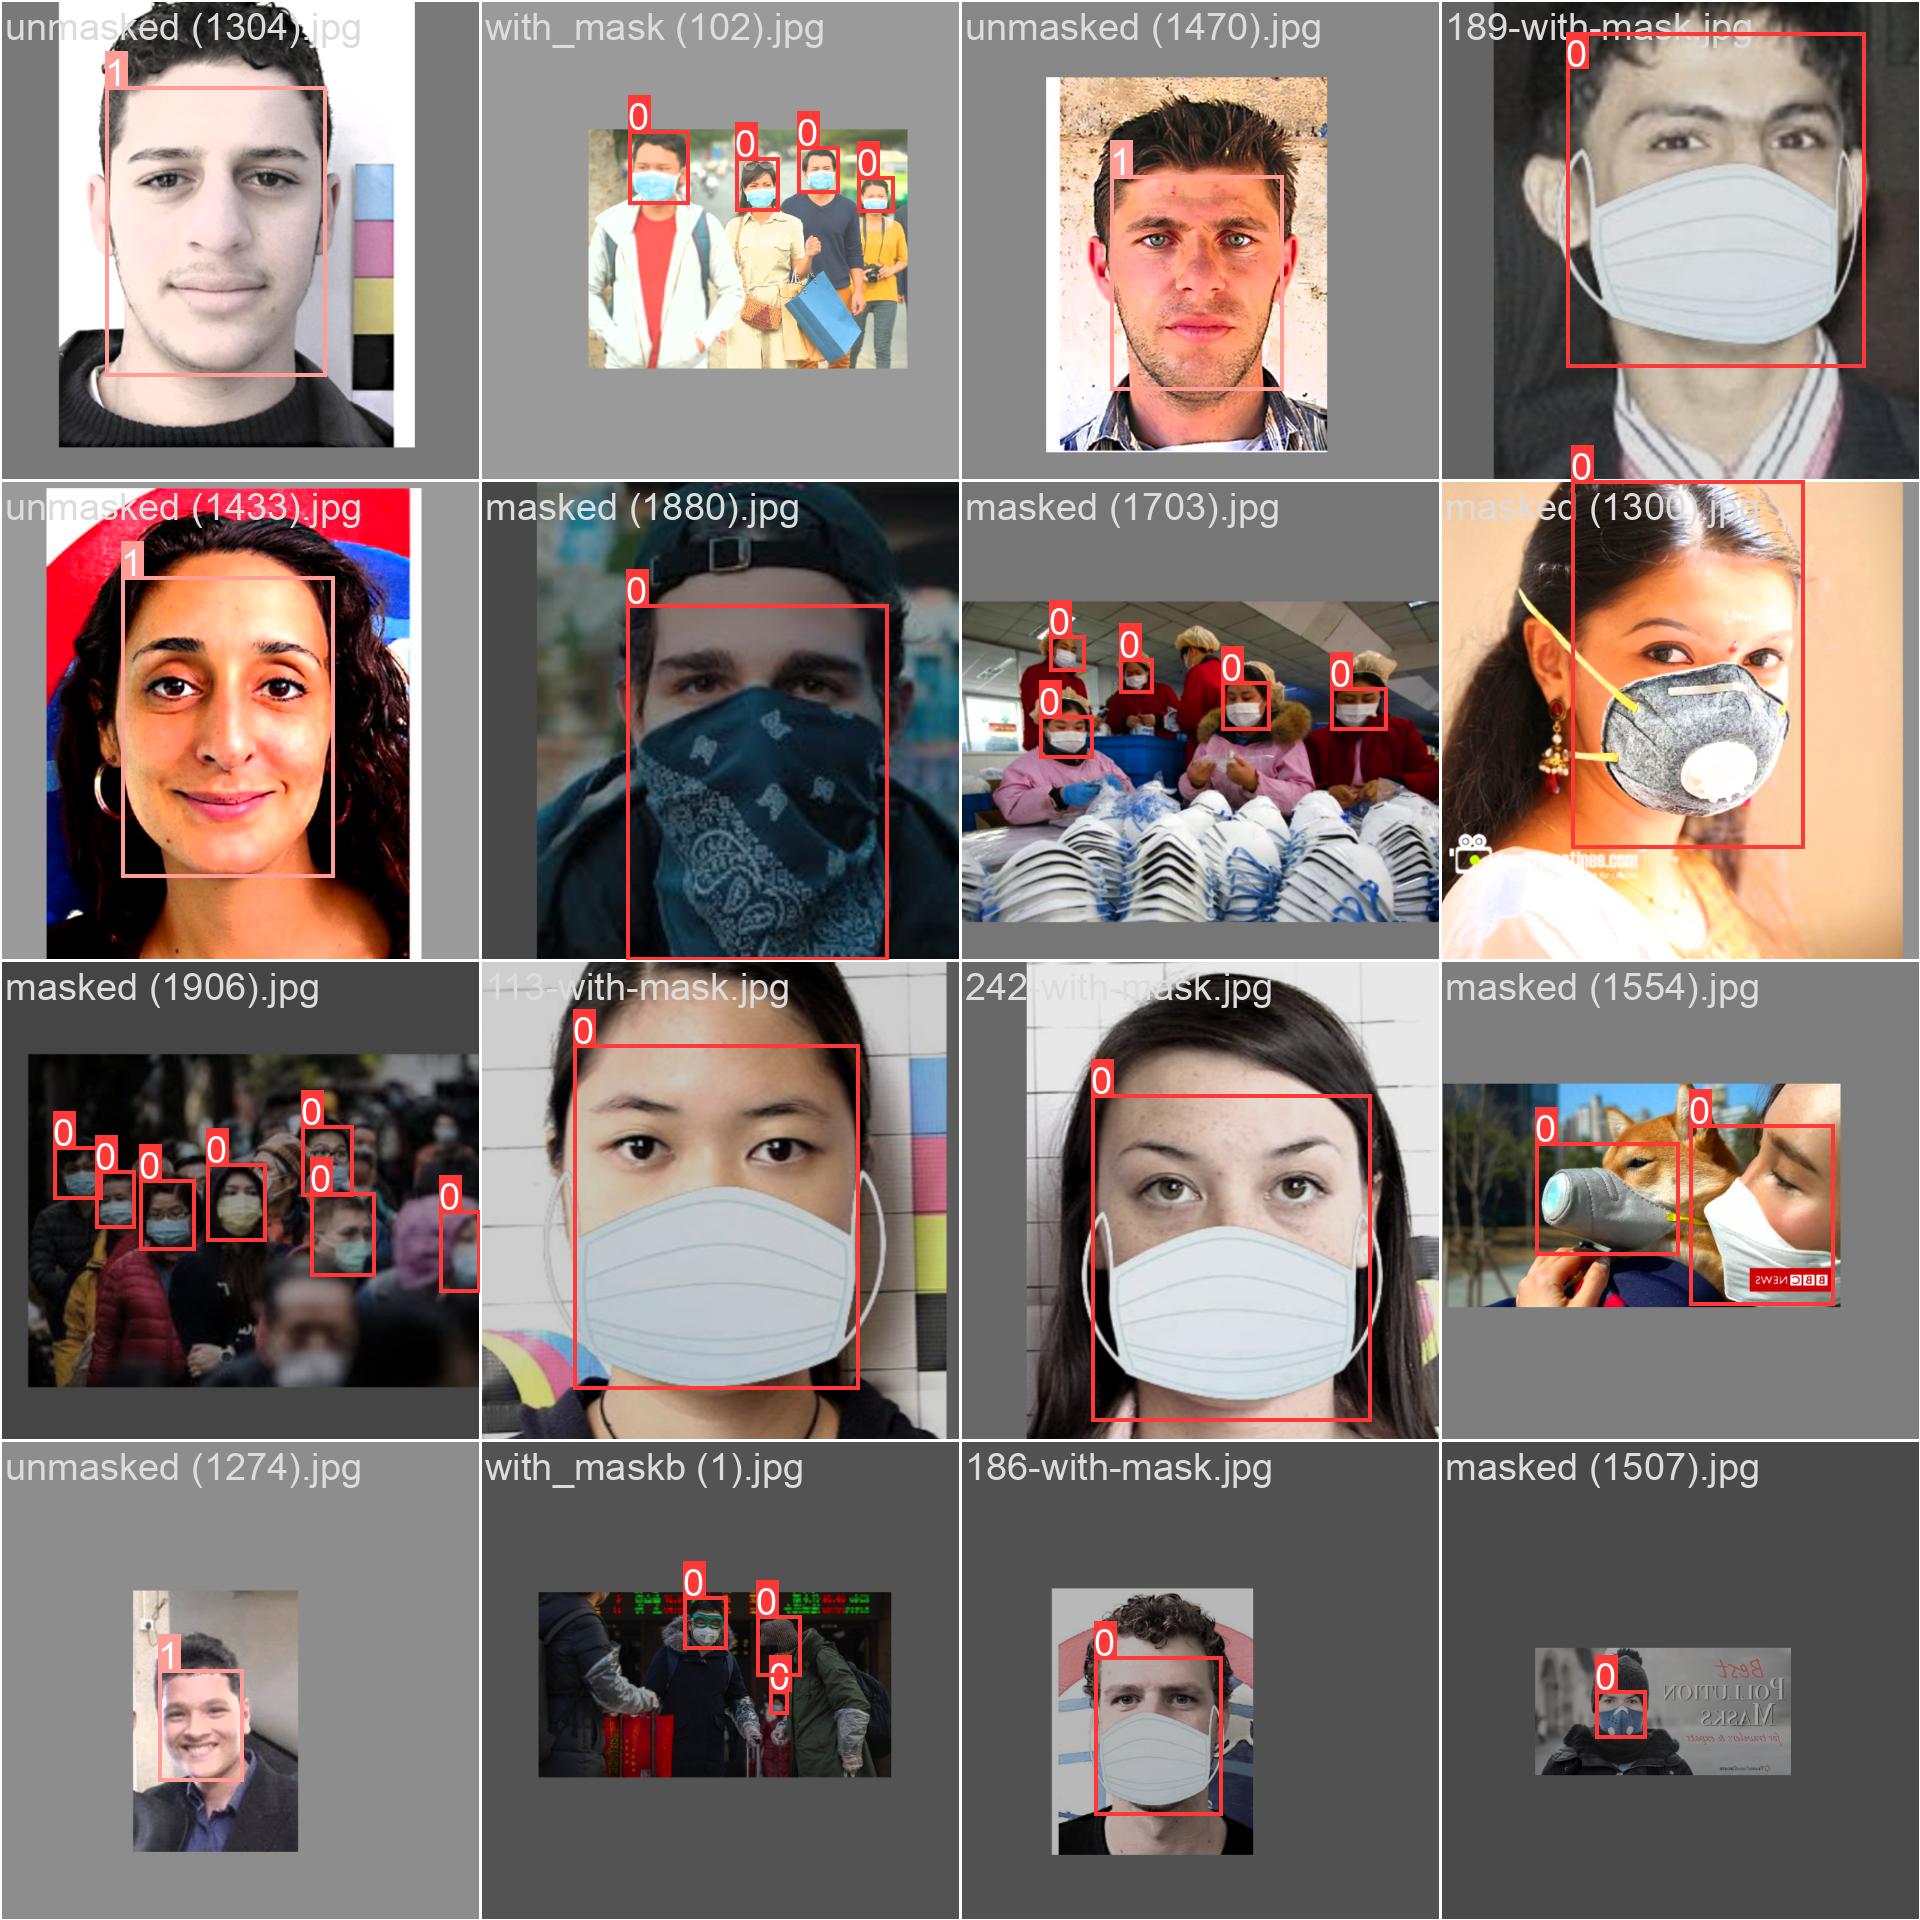 unmasked (1304).jpg
1
with_mask (102).jpg
0
0
0
0
unmasked (1470).jpg
1
189-with-mask.jpg
0
unmasked (1433).jpg
1
masked (1880).jpg
0
masked (1703).jpg
0
0
0
0
0
masked (1300).jpg
0
masked (1906).jpg
0
0
0
0
0
0
0
113-with-mask.jpg
0
242-with-mask.jpg
0
masked (1554).jpg
0
0
BBC NEWS
unmasked (1274).jpg
1
with_maskb (1).jpg
0
0
0
186-with-mask.jpg
0
masked (1507).jpg
0
Best
POLLUTION
MASKS
for travelers & expats